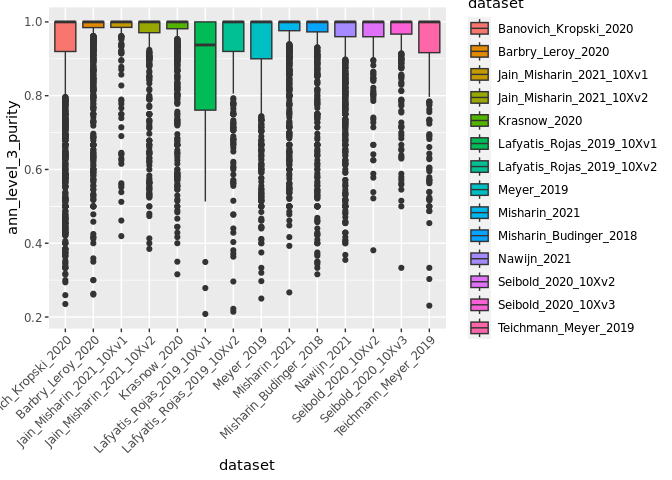 dataset
Banovich_Kropski_2020
Barbry_Leroy_2020
Jain_Misharin_2021_10Xv1
Jain_Misharin_2021_10Xv2
Krasnow_2020
Lafyatis_Rojas_2019_10Xv1
Lafyatis_Rojas_2019_10Xv2
Meyer_2019
Misharin_2021
Misharin_Budinger_2018
Nawijn_2021
Seibold_2020_10Xv2
Seibold_2020_10Xv3
Teichmann_Meyer_2019
ann_level_3_purity
1.0
0.8
0.6
0.4
0.2
ich_Kropski_2020
Barbry_Leroy_2020
Jain_Misharin_2021_10Xv1
Jain_Misharin_2021_10Xv2
Krasnow_2020
Lafyatis_Rojas_2019_10Xv1
Lafyatis_Rojas_2019_10Xv2
Meyer_2019
Misharin_2021
Misharin_Budinger_2018
Nawijn_2021
Seibold_2020_10Xv2
Seibold_2020_10Xv3
Teichmann_Meyer_2019
dataset